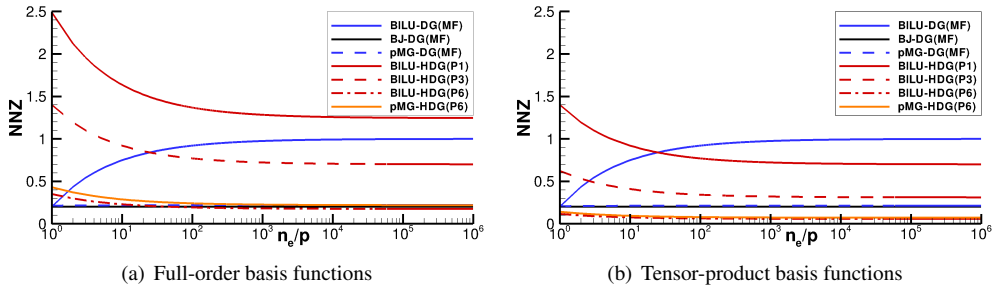 2.5
2
1.5
1
0.5
0
NNZ
BILU-DG(MF)
BJ-DG(MF)
pMG-DG(MF)
BILU-HDG(P1)
BILU-HDG(P3)
BILU-HDG(P6)
pMG-HDG(P6)
10^0 10^1 10^2 10^3 10^4 10^5 10^6
n_e/p
(a) Full-order basis functions
2.5
2
1.5
1
0.5
0
NNZ
BILU-DG(MF)
BJ-DG(MF)
pMG-DG(MF)
BILU-HDG(P1)
BILU-HDG(P3)
BILU-HDG(P6)
pMG-HDG(P6)
10^0 10^1 10^2 10^3 10^4 10^5 10^6
n_e/p
(b) Tensor-product basis functions